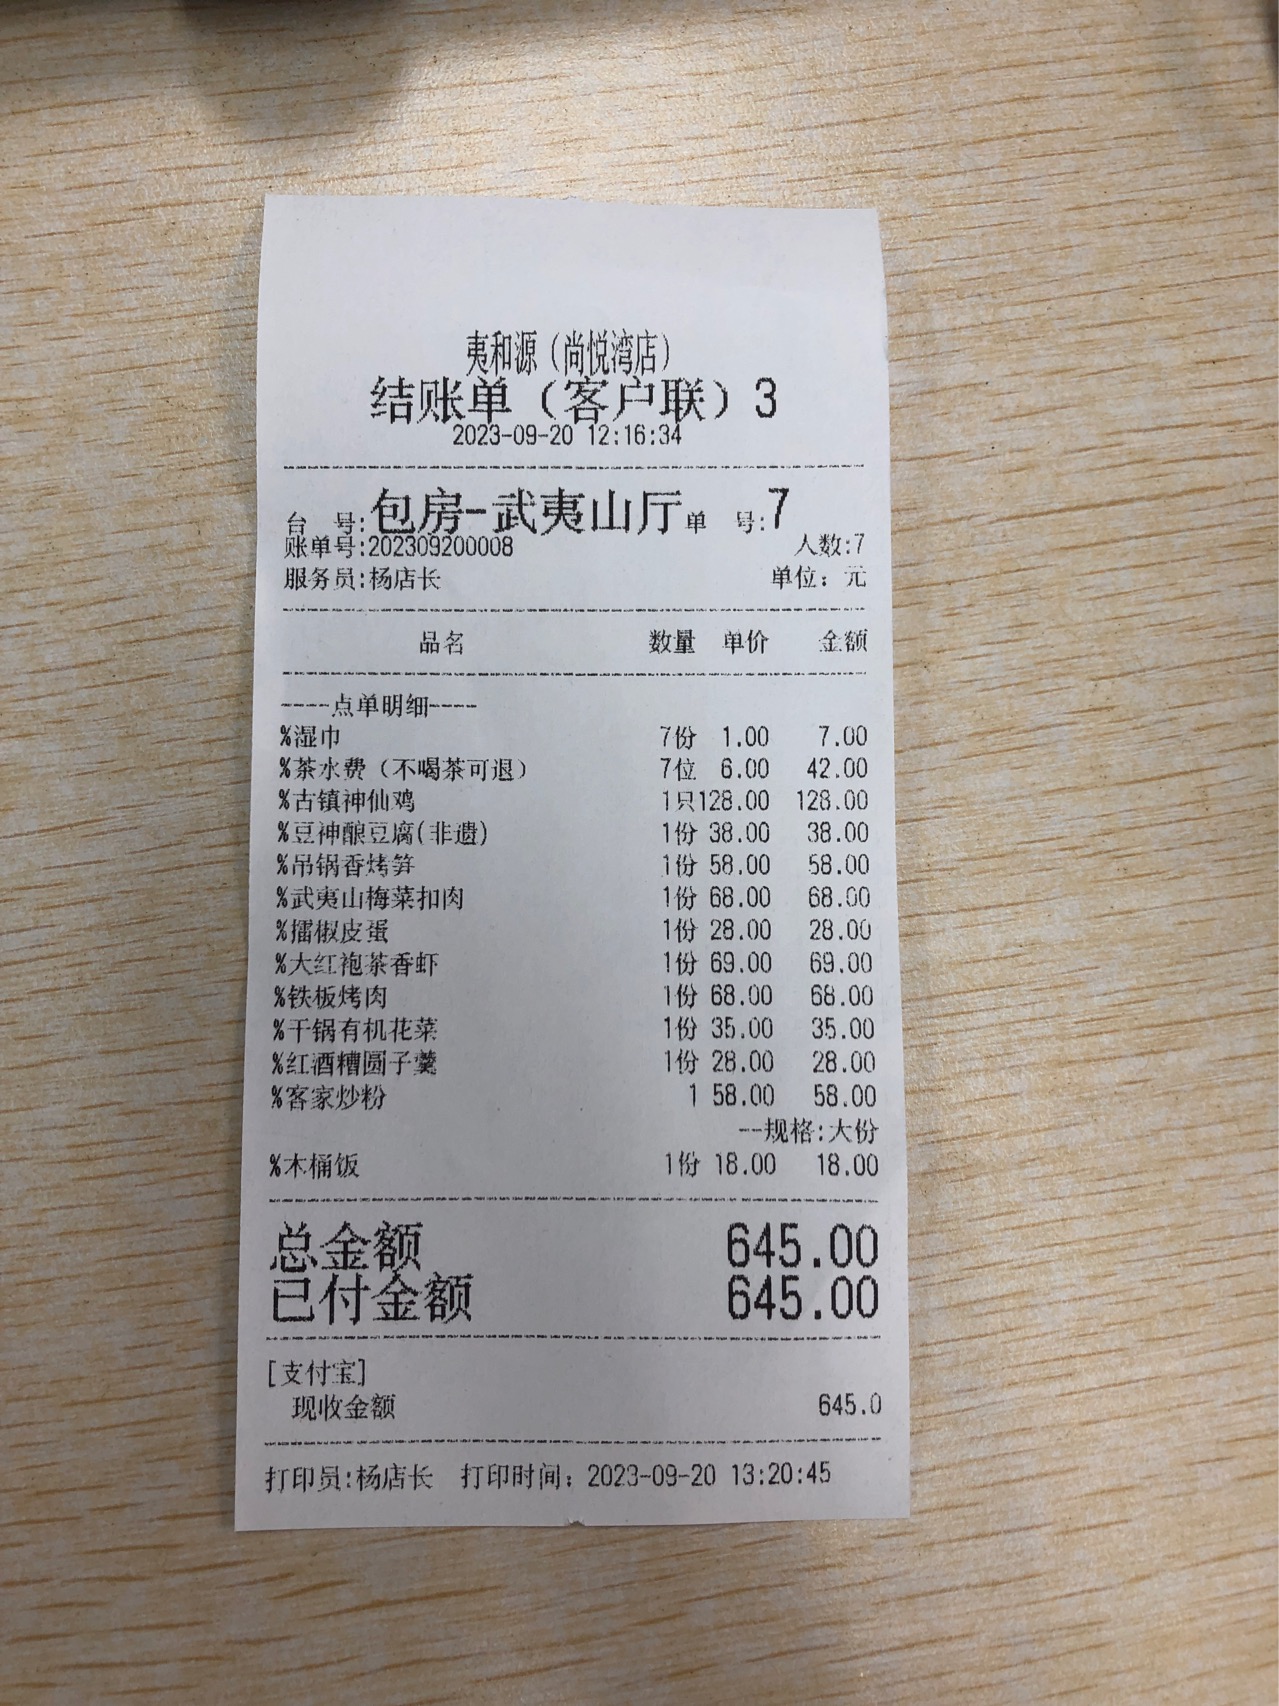 夷和源（尚悦湾店）
结账单（客户联）3
2023-09-20 12:16:34
台 号:包房-武夷山厅单 号:7
账单号:202309200008 人数:7
服务员:杨店长 单位：元
品名 数量 单价 金额
----点单明细----
%湿巾 7份 1.00 7.00
%茶水费（不喝茶可退） 7位 6.00 42.00
%古镇神仙鸡 1只128.00 128.00
%豆神酿豆腐(非遗) 1份 38.00 38.00
%吊锅香烤笋 1份 58.00 58.00
%武夷山梅菜扣肉 1份 68.00 68.00
%擂椒皮蛋 1份 28.00 28.00
%大红袍茶香虾 1份 69.00 69.00
%铁板烤肉 1份 68.00 68.00
%干锅有机花菜 1份 35.00 35.00
%红酒糟圆子羹 1份 28.00 28.00
%客家炒粉 1 58.00 58.00
--规格:大份
%木桶饭 1份 18.00 18.00
总金额 645.00
已付金额 645.00
[支付宝]
现收金额 645.0
打印员:杨店长 打印时间：2023-09-20 13:20:45